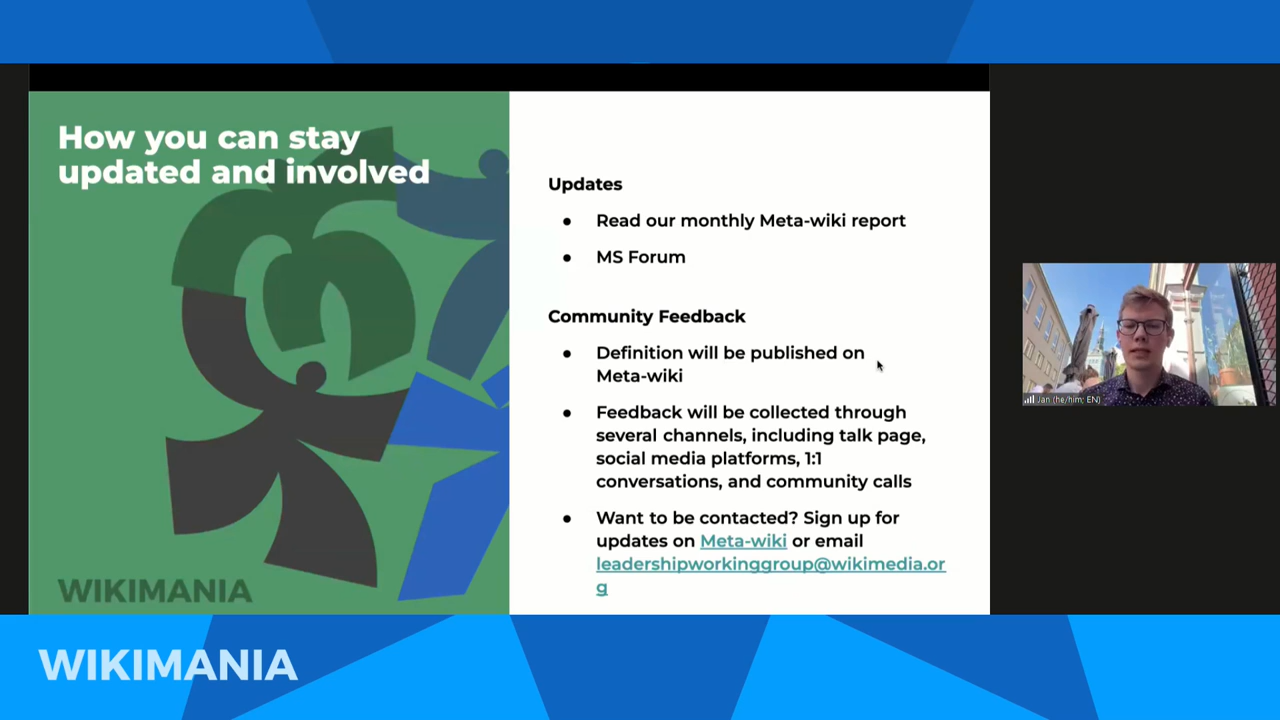 How you can stay
updated and involved
WIKIMANIA
Updates
● Read our monthly Meta-wiki report
● MS Forum
Community Feedback
● Definition will be published on
Meta-wiki
● Feedback will be collected through
several channels, including talk page,
social media platforms, 1:1
conversations, and community calls
● Want to be contacted? Sign up for
updates on Meta-wiki or email
leadershipworkinggroup@wikimedia.or
g
Jan (he/him; EN)
WIKIMANIA